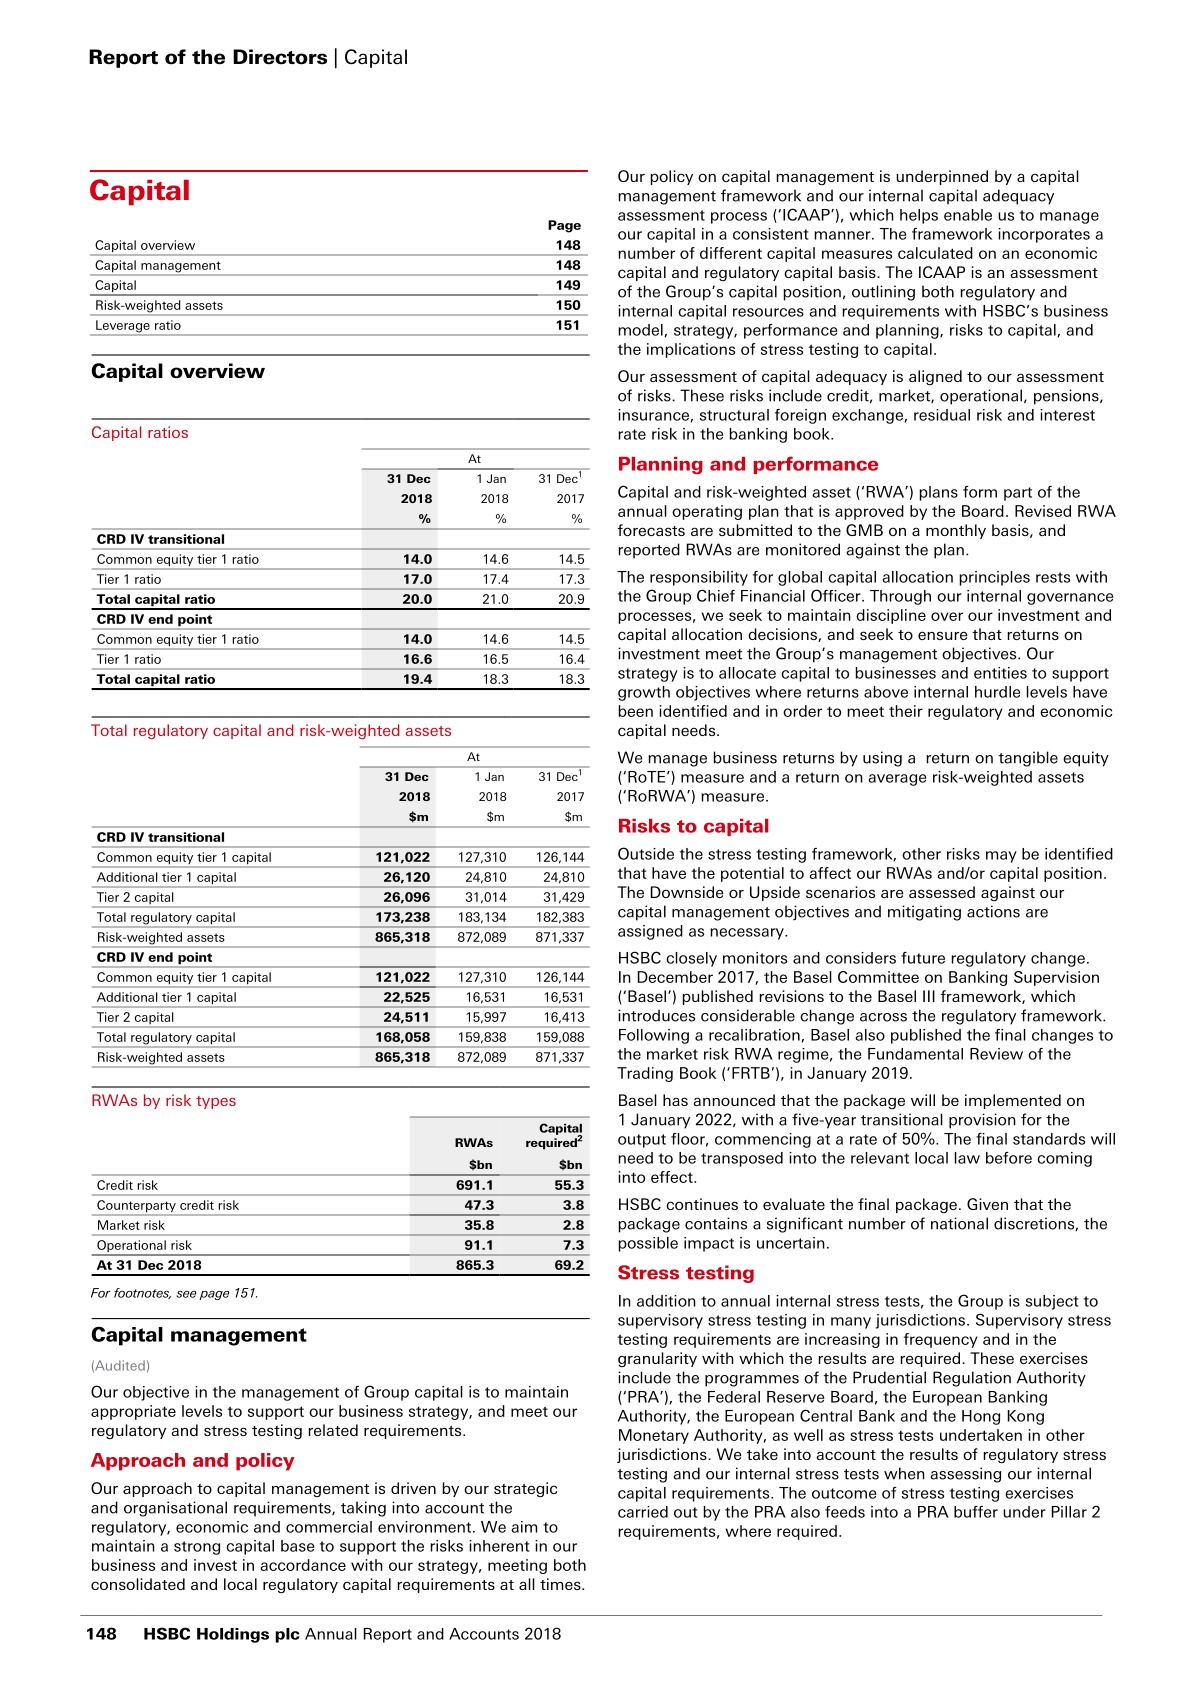 Report of the Directors | Capital
Capital
Page
Capital overview 148
Capital management 148
Capital 149
Risk-weighted assets 150
Leverage ratio 151
Capital overview
Capital ratios
At
31 Dec 1 Jan 31 Dec1
2018 2018 2017
% % %
CRD IV transitional
Common equity tier 1 ratio 14.0 14.6 14.5
Tier 1 ratio 17.0 17.4 17.3
Total capital ratio 20.0 21.0 20.9
CRD IV end point
Common equity tier 1 ratio 14.0 14.6 14.5
Tier 1 ratio 16.6 16.5 16.4
Total capital ratio 19.4 18.3 18.3
Total regulatory capital and risk-weighted assets
At
31 Dec 1 Jan 31 Dec1
2018 2018 2017
$m $m $m
CRD IV transitional
Common equity tier 1 capital 121,022 127,310 126,144
Additional tier 1 capital 26,120 24,810 24,810
Tier 2 capital 26,096 31,014 31,429
Total regulatory capital 173,238 183,134 182,383
Risk-weighted assets 865,318 872,089 871,337
CRD IV end point
Common equity tier 1 capital 121,022 127,310 126,144
Additional tier 1 capital 22,525 16,531 16,531
Tier 2 capital 24,511 15,997 16,413
Total regulatory capital 168,058 159,838 159,088
Risk-weighted assets 865,318 872,089 871,337
RWAs by risk types
Capital
RWAs required2
$bn $bn
Credit risk 691.1 55.3
Counterparty credit risk 47.3 3.8
Market risk 35.8 2.8
Operational risk 91.1 7.3
At 31 Dec 2018 865.3 69.2
For footnotes, see page 151.
Capital management
(Audited)
Our objective in the management of Group capital is to maintain
appropriate levels to support our business strategy, and meet our
regulatory and stress testing related requirements.
Approach and policy
Our approach to capital management is driven by our strategic
and organisational requirements, taking into account the
regulatory, economic and commercial environment. We aim to
maintain a strong capital base to support the risks inherent in our
business and invest in accordance with our strategy, meeting both
consolidated and local regulatory capital requirements at all times.
Our policy on capital management is underpinned by a capital
management framework and our internal capital adequacy
assessment process (‘ICAAP’), which helps enable us to manage
our capital in a consistent manner. The framework incorporates a
number of different capital measures calculated on an economic
capital and regulatory capital basis. The ICAAP is an assessment
of the Group’s capital position, outlining both regulatory and
internal capital resources and requirements with HSBC’s business
model, strategy, performance and planning, risks to capital, and
the implications of stress testing to capital.
Our assessment of capital adequacy is aligned to our assessment
of risks. These risks include credit, market, operational, pensions,
insurance, structural foreign exchange, residual risk and interest
rate risk in the banking book.
Planning and performance
Capital and risk-weighted asset (‘RWA’) plans form part of the
annual operating plan that is approved by the Board. Revised RWA
forecasts are submitted to the GMB on a monthly basis, and
reported RWAs are monitored against the plan.
The responsibility for global capital allocation principles rests with
the Group Chief Financial Officer. Through our internal governance
processes, we seek to maintain discipline over our investment and
capital allocation decisions, and seek to ensure that returns on
investment meet the Group’s management objectives. Our
strategy is to allocate capital to businesses and entities to support
growth objectives where returns above internal hurdle levels have
been identified and in order to meet their regulatory and economic
capital needs.
We manage business returns by using a return on tangible equity
(‘RoTE’) measure and a return on average risk-weighted assets
(‘RoRWA’) measure.
Risks to capital
Outside the stress testing framework, other risks may be identified
that have the potential to affect our RWAs and/or capital position.
The Downside or Upside scenarios are assessed against our
capital management objectives and mitigating actions are
assigned as necessary.
HSBC closely monitors and considers future regulatory change.
In December 2017, the Basel Committee on Banking Supervision
(‘Basel’) published revisions to the Basel III framework, which
introduces considerable change across the regulatory framework.
Following a recalibration, Basel also published the final changes to
the market risk RWA regime, the Fundamental Review of the
Trading Book (‘FRTB’), in January 2019.
Basel has announced that the package will be implemented on
1 January 2022, with a five-year transitional provision for the
output floor, commencing at a rate of 50%. The final standards will
need to be transposed into the relevant local law before coming
into effect.
HSBC continues to evaluate the final package. Given that the
package contains a significant number of national discretions, the
possible impact is uncertain.
Stress testing
In addition to annual internal stress tests, the Group is subject to
supervisory stress testing in many jurisdictions. Supervisory stress
testing requirements are increasing in frequency and in the
granularity with which the results are required. These exercises
include the programmes of the Prudential Regulation Authority
(‘PRA’), the Federal Reserve Board, the European Banking
Authority, the European Central Bank and the Hong Kong
Monetary Authority, as well as stress tests undertaken in other
jurisdictions. We take into account the results of regulatory stress
testing and our internal stress tests when assessing our internal
capital requirements. The outcome of stress testing exercises
carried out by the PRA also feeds into a PRA buffer under Pillar 2
requirements, where required.
148 HSBC Holdings plc Annual Report and Accounts 2018